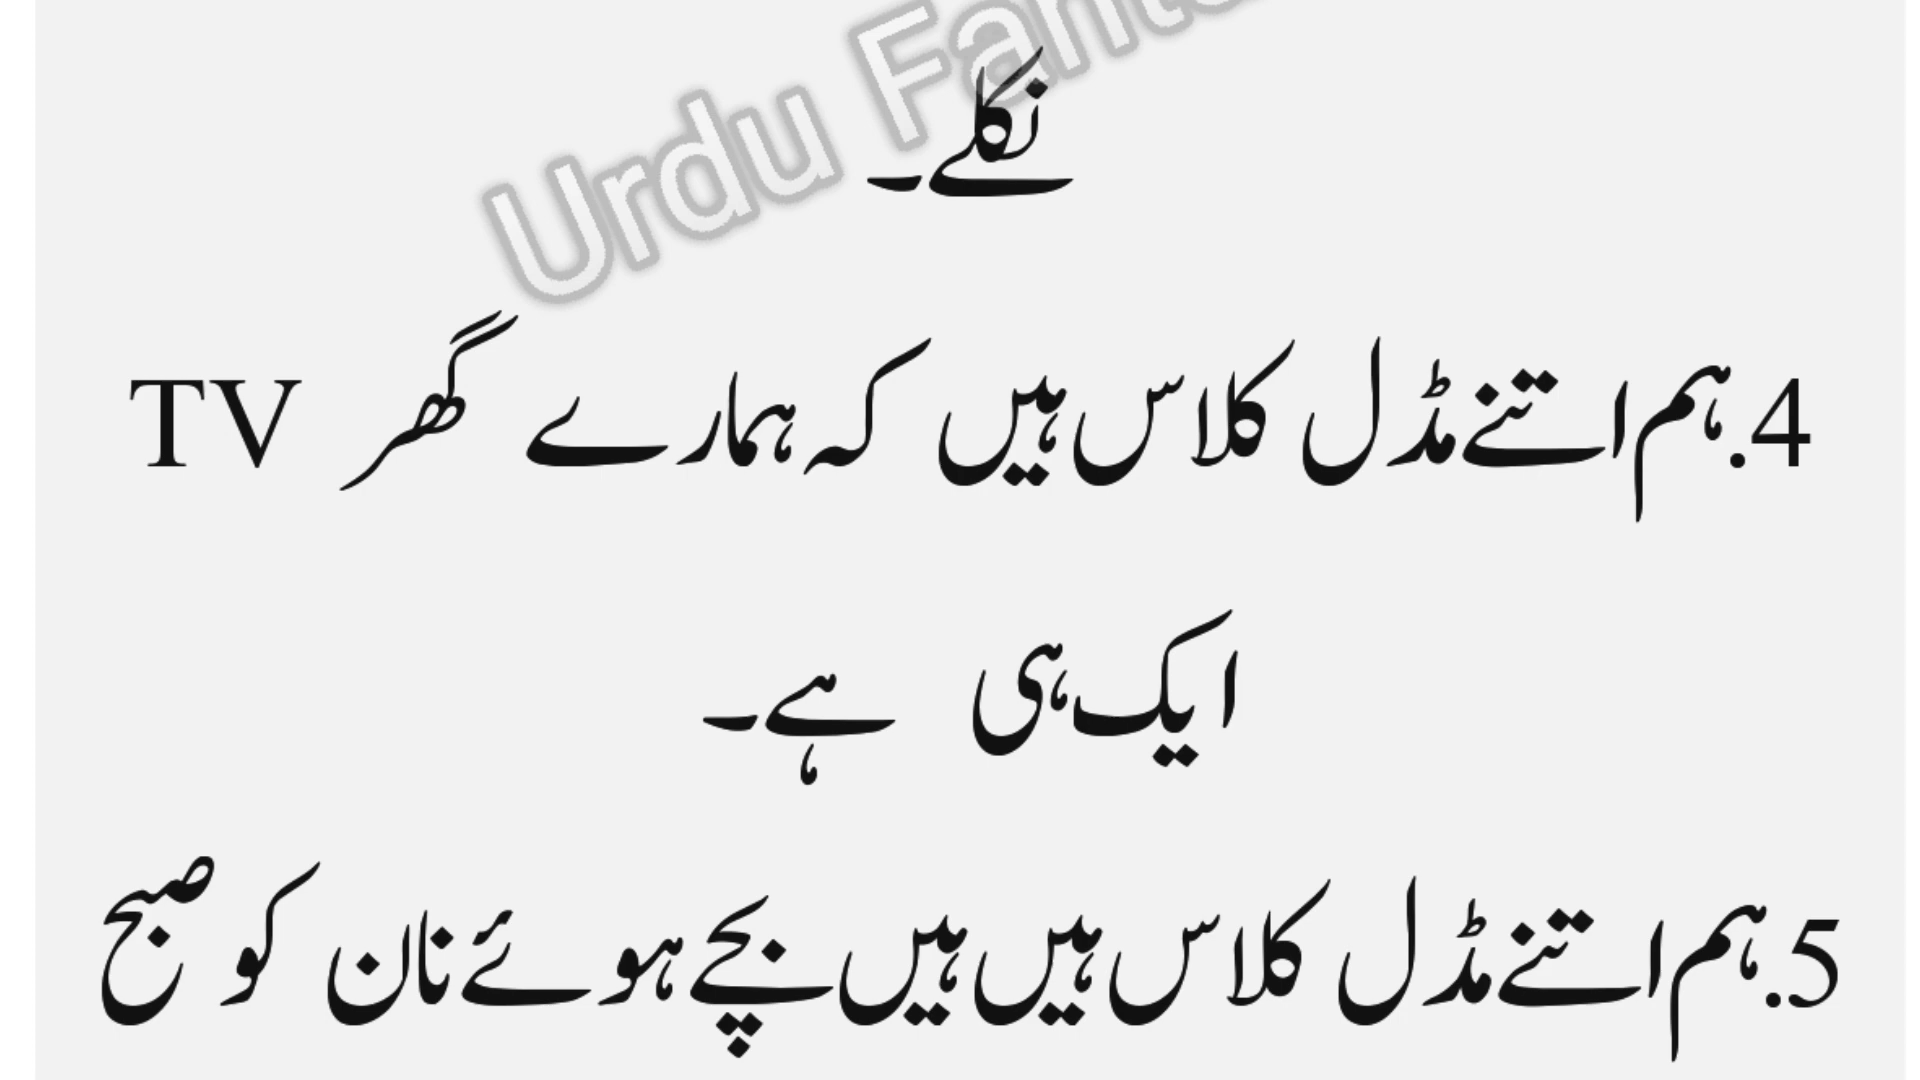 Urdu Fant
نکلے۔
4.ہم اتنے مڈل کلاس ہیں کہ ہمارے گھر TV
ایک ہی ہے۔
5.ہم اتنے مڈل کلاس ہیں ہیں بچے ہوئے نان کو صبح